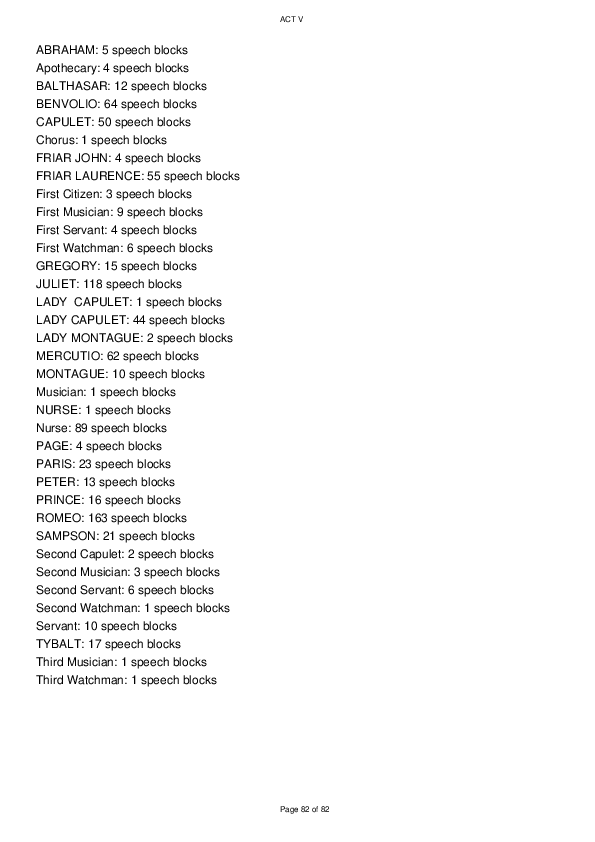 ACT V
ABRAHAM: 5 speech blocks
Apothecary: 4 speech blocks
BALTHASAR: 12 speech blocks
BENVOLIO: 64 speech blocks
CAPULET: 50 speech blocks
Chorus: 1 speech blocks
FRIAR JOHN: 4 speech blocks
FRIAR LAURENCE: 55 speech blocks
First Citizen: 3 speech blocks
First Musician: 9 speech blocks
First Servant: 4 speech blocks
First Watchman: 6 speech blocks
GREGORY: 15 speech blocks
JULIET: 118 speech blocks
LADY  CAPULET: 1 speech blocks
LADY CAPULET: 44 speech blocks
LADY MONTAGUE: 2 speech blocks
MERCUTIO: 62 speech blocks
MONTAGUE: 10 speech blocks
Musician: 1 speech blocks
NURSE: 1 speech blocks
Nurse: 89 speech blocks
PAGE: 4 speech blocks
PARIS: 23 speech blocks
PETER: 13 speech blocks
PRINCE: 16 speech blocks
ROMEO: 163 speech blocks
SAMPSON: 21 speech blocks
Second Capulet: 2 speech blocks
Second Musician: 3 speech blocks
Second Servant: 6 speech blocks
Second Watchman: 1 speech blocks
Servant: 10 speech blocks
TYBALT: 17 speech blocks
Third Musician: 1 speech blocks
Third Watchman: 1 speech blocks
Page 82 of 82